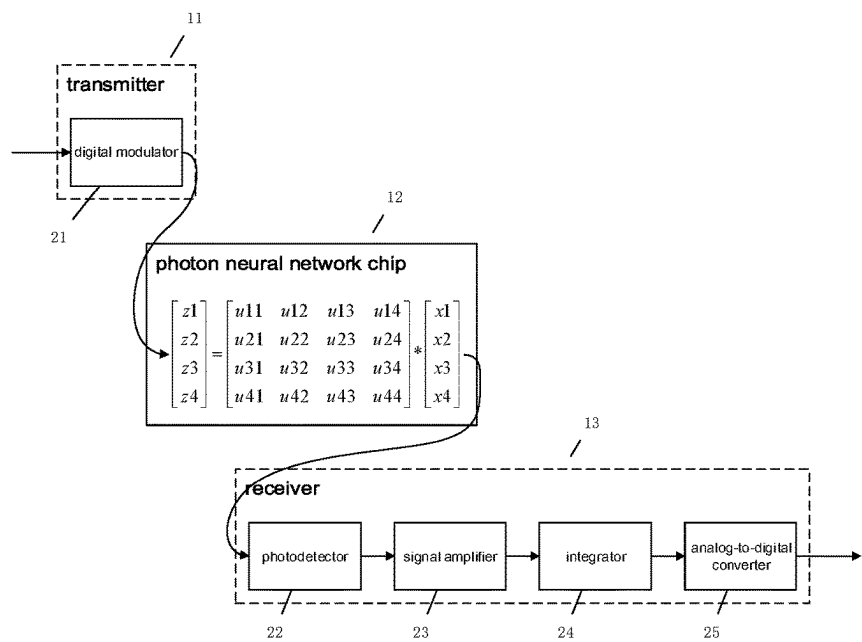 11
transmitter
digital modulator
21
12
photon neural network chip
z1 u11 u12 u13 u14 x1
z2 u21 u22 u23 u24 x2
= *
z3 u31 u32 u33 u34 x3
z4 u41 u42 u43 u44 x4
13
receiver
photodetector
signal amplifier
integrator
analog-to-digital
converter
22
23
24
25